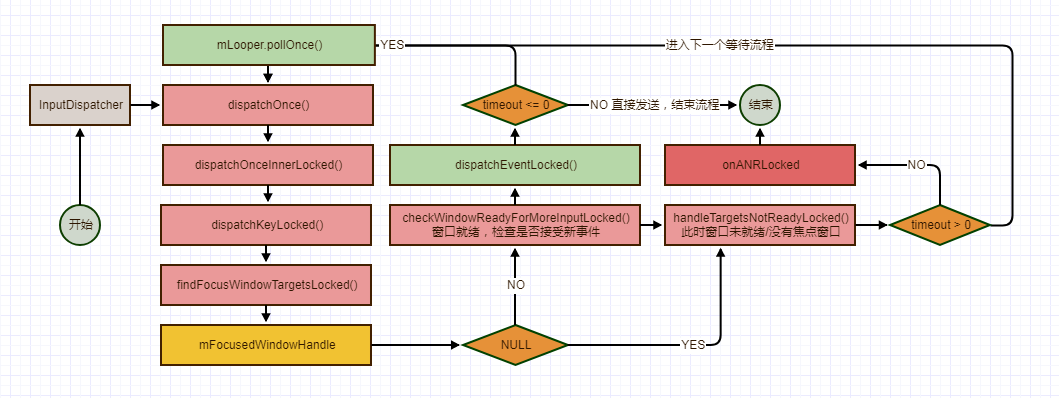 mLooper.pollOnce()
YES
进入下一个等待流程
InputDispatcher
dispatchOnce()
timeout <= 0
NO 直接发送，结束流程
结束
dispatchOnceInnerLocked()
dispatchEventLocked()
onANRLocked
NO
开始
dispatchKeyLocked()
checkWindowReadyForMoreInputLocked()
窗口就绪，检查是否接受新事件
handleTargetsNotReadyLocked()
此时窗口未就绪/没有焦点窗口
timeout > 0
findFocusWindowTargetsLocked()
NO
mFocusedWindowHandle
NULL
YES